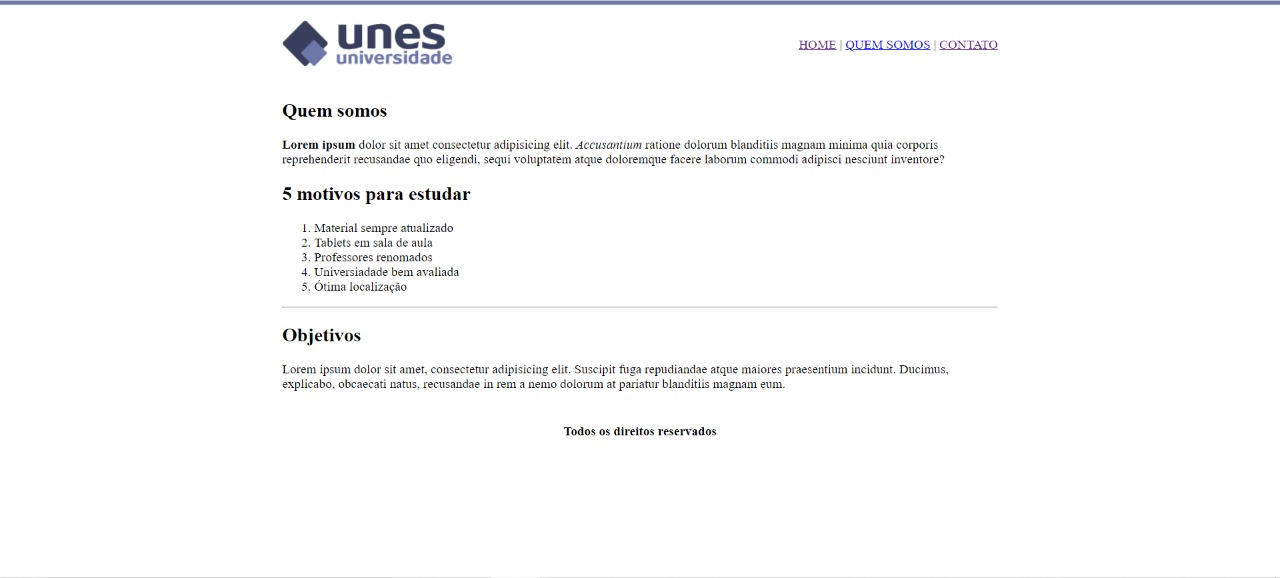 unes
universidade
HOME | QUEM SOMOS | CONTATO
Quem somos
Lorem ipsum dolor sit amet consectetur adipisicing elit. Accusantium ratione dolorum blanditiis magnam minima quia corporis
reprehenderit recusandae quo eligendi, sequi voluptatem atque doloremque facere laborum commodi adipisci nesciunt inventore?
5 motivos para estudar
1. Material sempre atualizado
2. Tablets em sala de aula
3. Professores renomados
4. Universiadade bem avaliada
5. Ótima localização
Objetivos
Lorem ipsum dolor sit amet, consectetur adipisicing elit. Suscipit fuga repudiandae atque maiores praesentium incidunt. Ducimus,
explicabo, obcaecati natus, recusandae in rem a nemo dolorum at pariatur blanditiis magnam eum.
Todos os direitos reservados